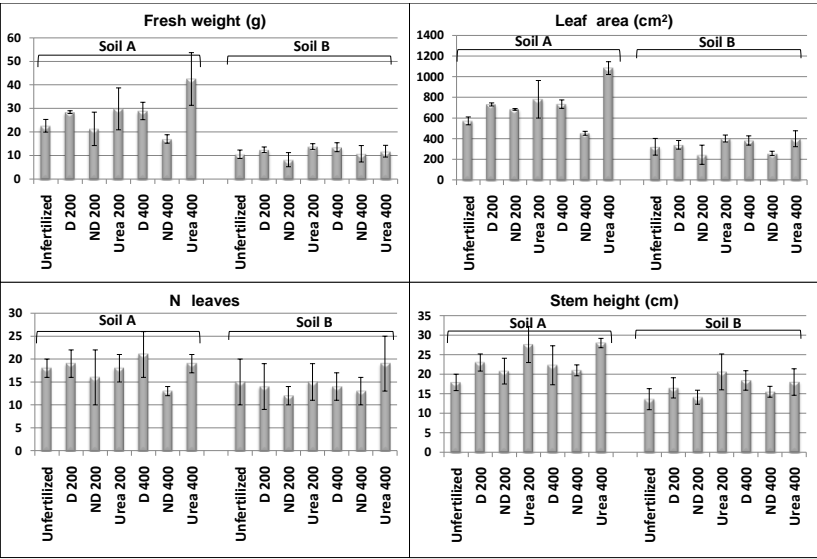 Fresh weight (g)
Soil A
Soil B
60
50
40
30
20
10
0
Unfertilized
D 200
ND 200
Urea 200
D 400
ND 400
Urea 400
Unfertilized
D 200
ND 200
Urea 200
D 400
ND 400
Urea 400
Leaf area (cm²)
Soil A
Soil B
1400
1200
1000
800
600
400
200
0
Unfertilized
D 200
ND 200
Urea 200
D 400
ND 400
Urea 400
Unfertilized
D 200
ND 200
Urea 200
D 400
ND 400
Urea 400
N leaves
Soil A
Soil B
30
25
20
15
10
5
0
Unfertilized
D 200
ND 200
Urea 200
D 400
ND 400
Urea 400
Unfertilized
D 200
ND 200
Urea 200
D 400
ND 400
Urea 400
Stem height (cm)
Soil A
Soil B
35
30
25
20
15
10
5
0
Unfertilized
D 200
ND 200
Urea 200
D 400
ND 400
Urea 400
Unfertilized
D 200
ND 200
Urea 200
D 400
ND 400
Urea 400